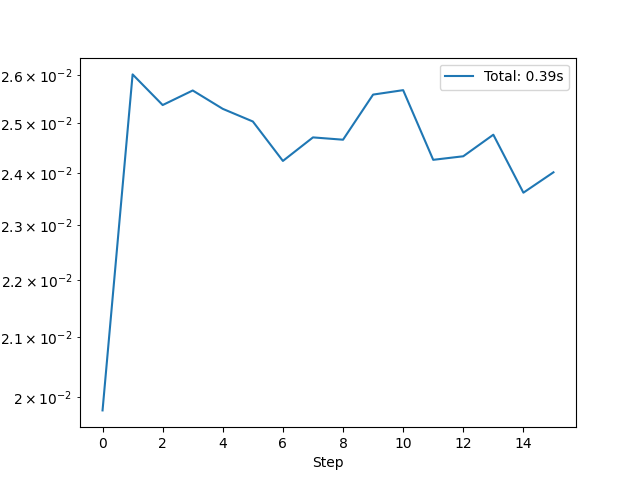 Total: 0.39s
2.6 × 10⁻²
2.5 × 10⁻²
2.4 × 10⁻²
2.3 × 10⁻²
2.2 × 10⁻²
2.1 × 10⁻²
2 × 10⁻²
0 2 4 6 8 10 12 14
Step